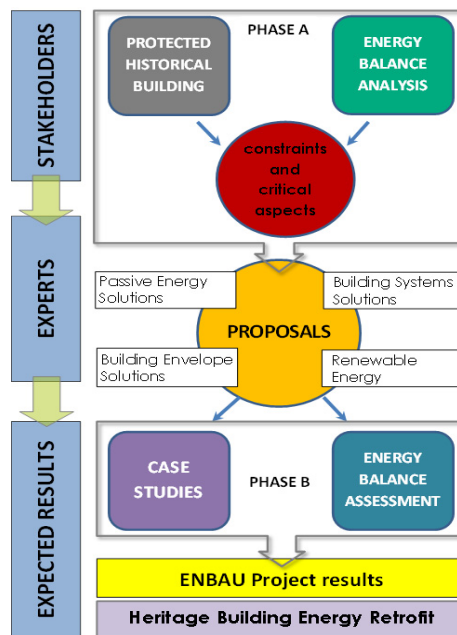 STAKEHOLDERS
EXPERTS
EXPECTED RESULTS
PHASE A
PROTECTED
HISTORICAL
BUILDING
ENERGY
BALANCE
ANALYSIS
constraints
and
critical
aspects
Passive Energy
Solutions
Building Systems
Solutions
PROPOSALS
Building Envelope
Solutions
Renewable
Energy
CASE
STUDIES
PHASE B
ENERGY
BALANCE
ASSESSMENT
ENBAU Project results
Heritage Building Energy Retrofit